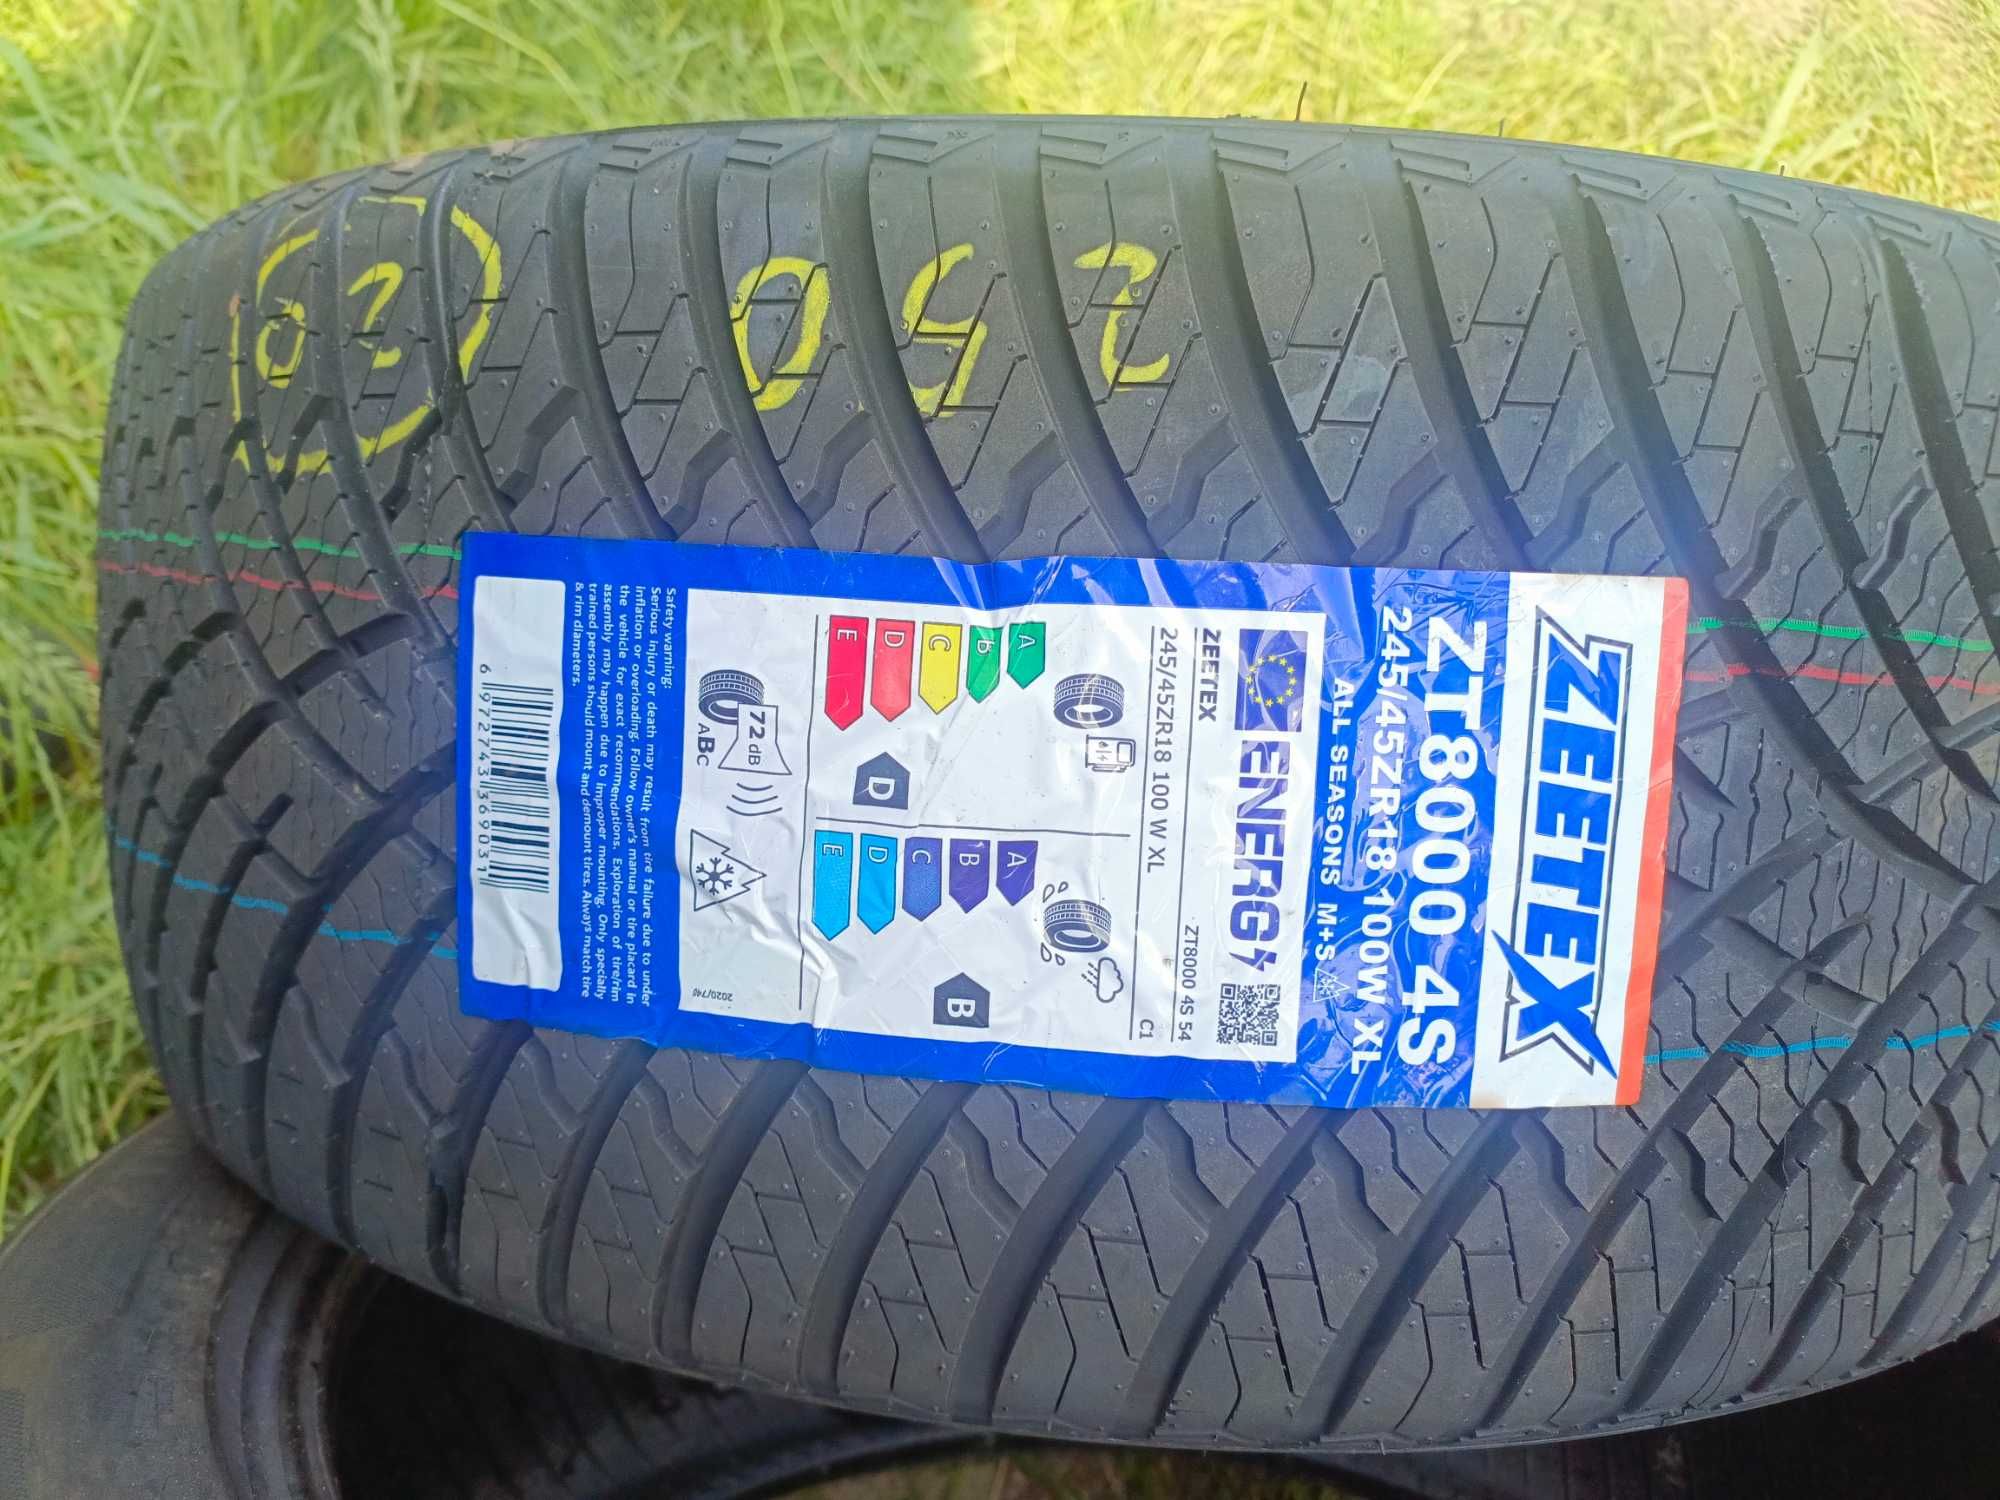 ZEETEX
ZT8000 4S
245/45ZR18 100W XL
ALL SEASONS M+S
ENERG
ZEETEX
ZT8000 4S 54
245/45ZR18 100 W XL
C1
A
B
C
D
E
D
A
B
C
D
E
B
72 dB
ABC
2020/740
Safety warning:
Serious injury or death may result from tire failure due to under
inflation or overloading. Follow owner's manual or tire placard in
the vehicle for exact recommendations. Exploration of tire/rim
assembly may happen due to improper mounting. Only specially
trained persons should mount and demount tires. Always match tire
& rim diameters.
6 972743 369031